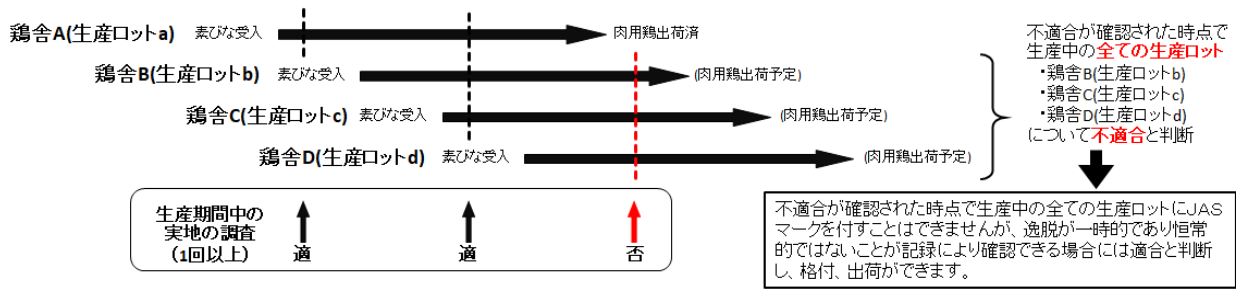 鶏舎A(生産ロットa) 素びな受入 肉用鶏出荷済
鶏舎B(生産ロットb) 素びな受入 (肉用鶏出荷予定)
鶏舎C(生産ロットc) 素びな受入 (肉用鶏出荷予定)
鶏舎D(生産ロットd) 素びな受入 (肉用鶏出荷予定)
生産期間中の
実地の調査
(1回以上)
適 適 否
不適合が確認された時点で
生産中の全ての生産ロット
・鶏舎B(生産ロットb)
・鶏舎C(生産ロットc)
・鶏舎D(生産ロットd)
について不適合と判断
不適合が確認された時点で生産中の全ての生産ロットにJAS
マークを付すことはできませんが、逸脱が一時的であり恒常
的ではないことが記録により確認できる場合には適合と判断
し、格付、出荷ができます。